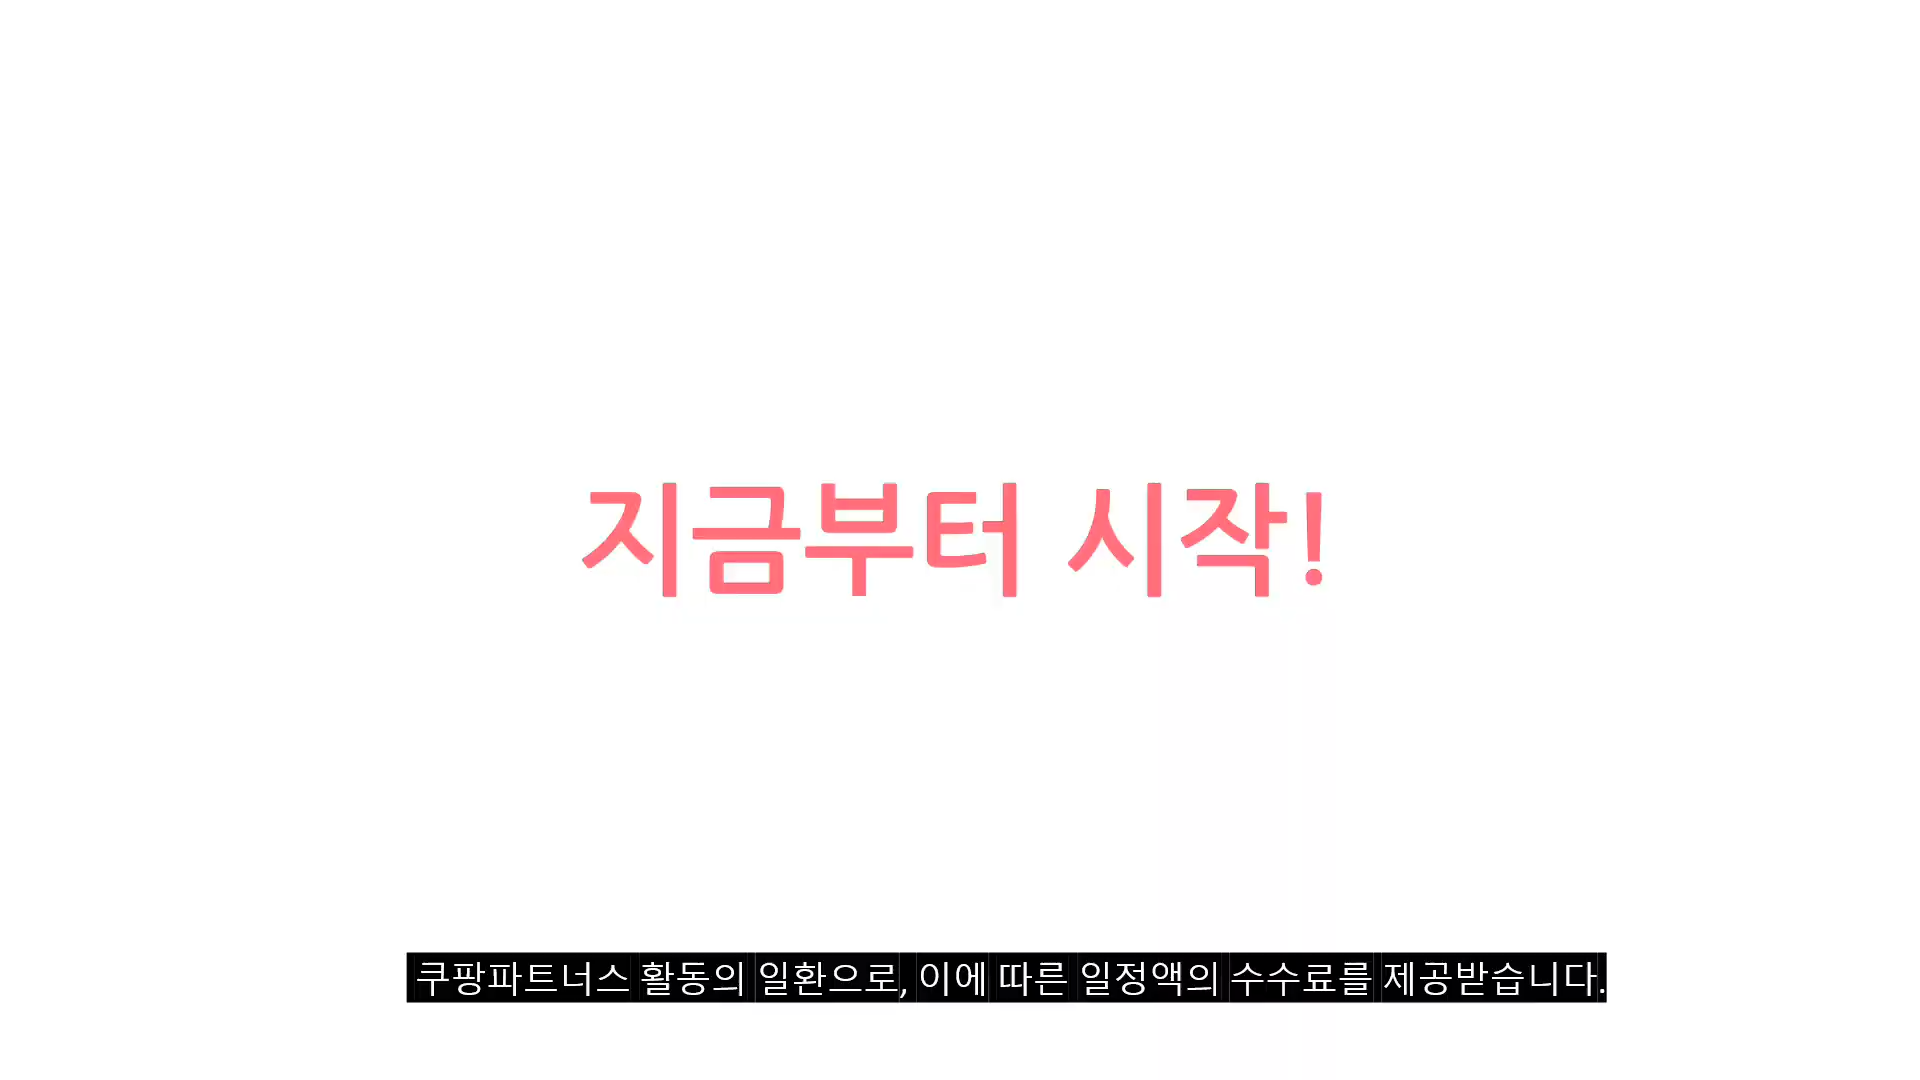 지금부터 시작!
쿠팡파트너스 활동의 일환으로, 이에 따른 일정액의 수수료를 제공받습니다.